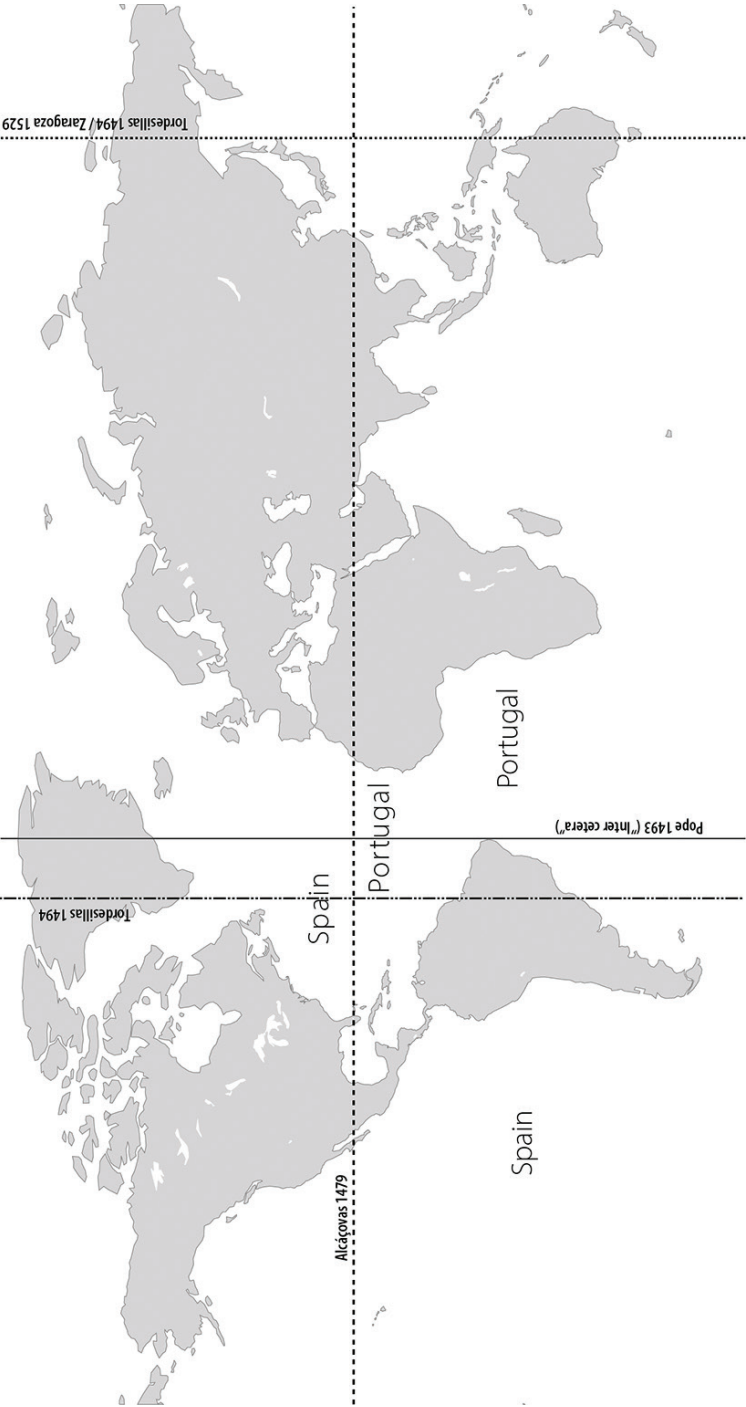 Tordesillas 1494
Pope 1493 (“Inter cetera”)
Tordesillas 1494 / Zaragoza 1529
Alcáçovas 1479
Spain
Portugal
Spain
Portugal